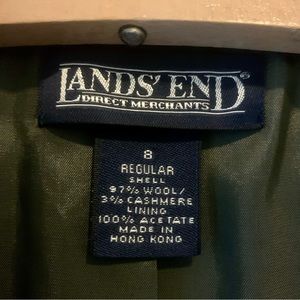 LANDS' END®
DIRECT MERCHANTS
8
REGULAR
SHELL
97% WOOL/
3% CASHMERE
LINING
100% ACETATE
MADE IN
HONG KONG